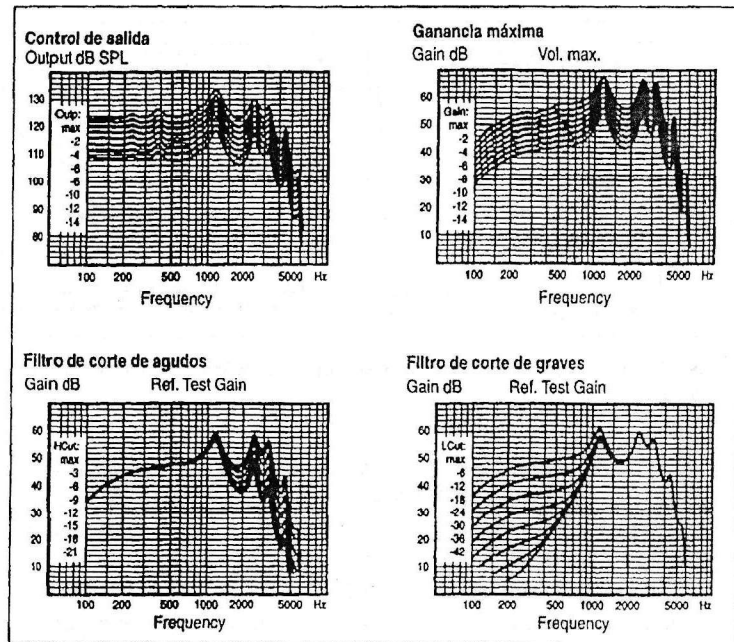 Control de salida
Output dB SPL
130
120
110
100
90
80
Outp:
max
-2
-4
-6
-8
-10
-12
-14
100 200 500 1000 2000 5000 Hz
Frequency
Ganancia máxima
Gain dB Vol. max.
60
50
40
30
20
10
Gain:
max
-2
-4
-6
-8
-10
-12
-14
100 200 500 1000 2000 5000 Hz
Frequency
Filtro de corte de agudos
Gain dB Ref. Test Gain
60
50
40
30
20
10
HCut:
max
-3
-6
-9
-12
-15
-18
-21
100 200 500 1000 2000 5000 Hz
Frequency
Filtro de corte de graves
Gain dB Ref. Test Gain
60
50
40
30
20
10
LCut:
max
-6
-12
-18
-24
-30
-36
-42
100 200 500 1000 2000 5000 Hz
Frequency